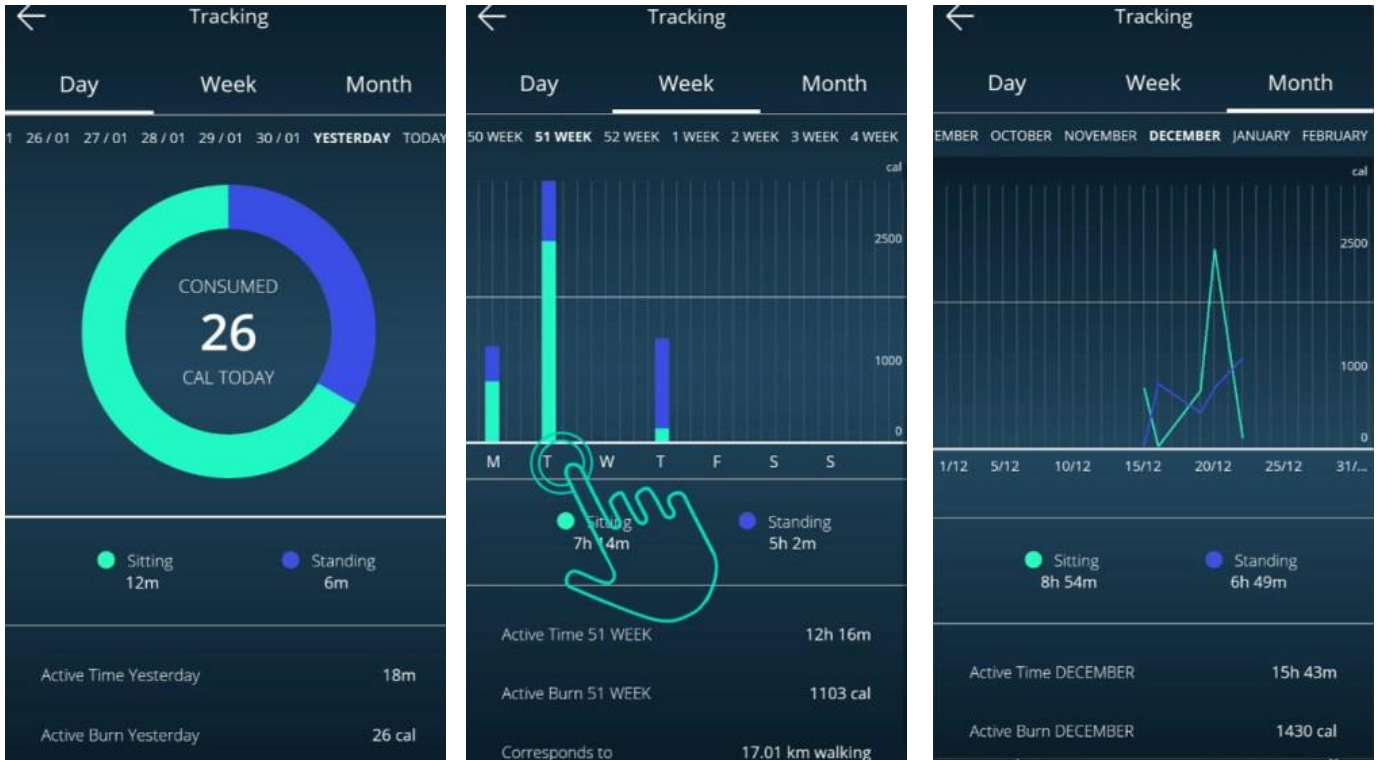 Tracking
Day Week Month
1 26 / 01 27 / 01 28 / 01 29 / 01 30 / 01 YESTERDAY TODAY
CONSUMED
26
CAL TODAY
Sitting Standing
12m 6m
Active Time Yesterday 18m
Active Burn Yesterday 26 cal
Tracking
Day Week Month
50 WEEK 51 WEEK 52 WEEK 1 WEEK 2 WEEK 3 WEEK 4 WEEK
cal
2500
1000
0
M T W T F S S
Sitting Standing
7h 14m 5h 2m
Active Time 51 WEEK 12h 16m
Active Burn 51 WEEK 1103 cal
Corresponds to 17.01 km walking
Tracking
Day Week Month
EMBER OCTOBER NOVEMBER DECEMBER JANUARY FEBRUARY
cal
2500
1000
0
1/12 5/12 10/12 15/12 20/12 25/12 31/...
Sitting Standing
8h 54m 6h 49m
Active Time DECEMBER 15h 43m
Active Burn DECEMBER 1430 cal